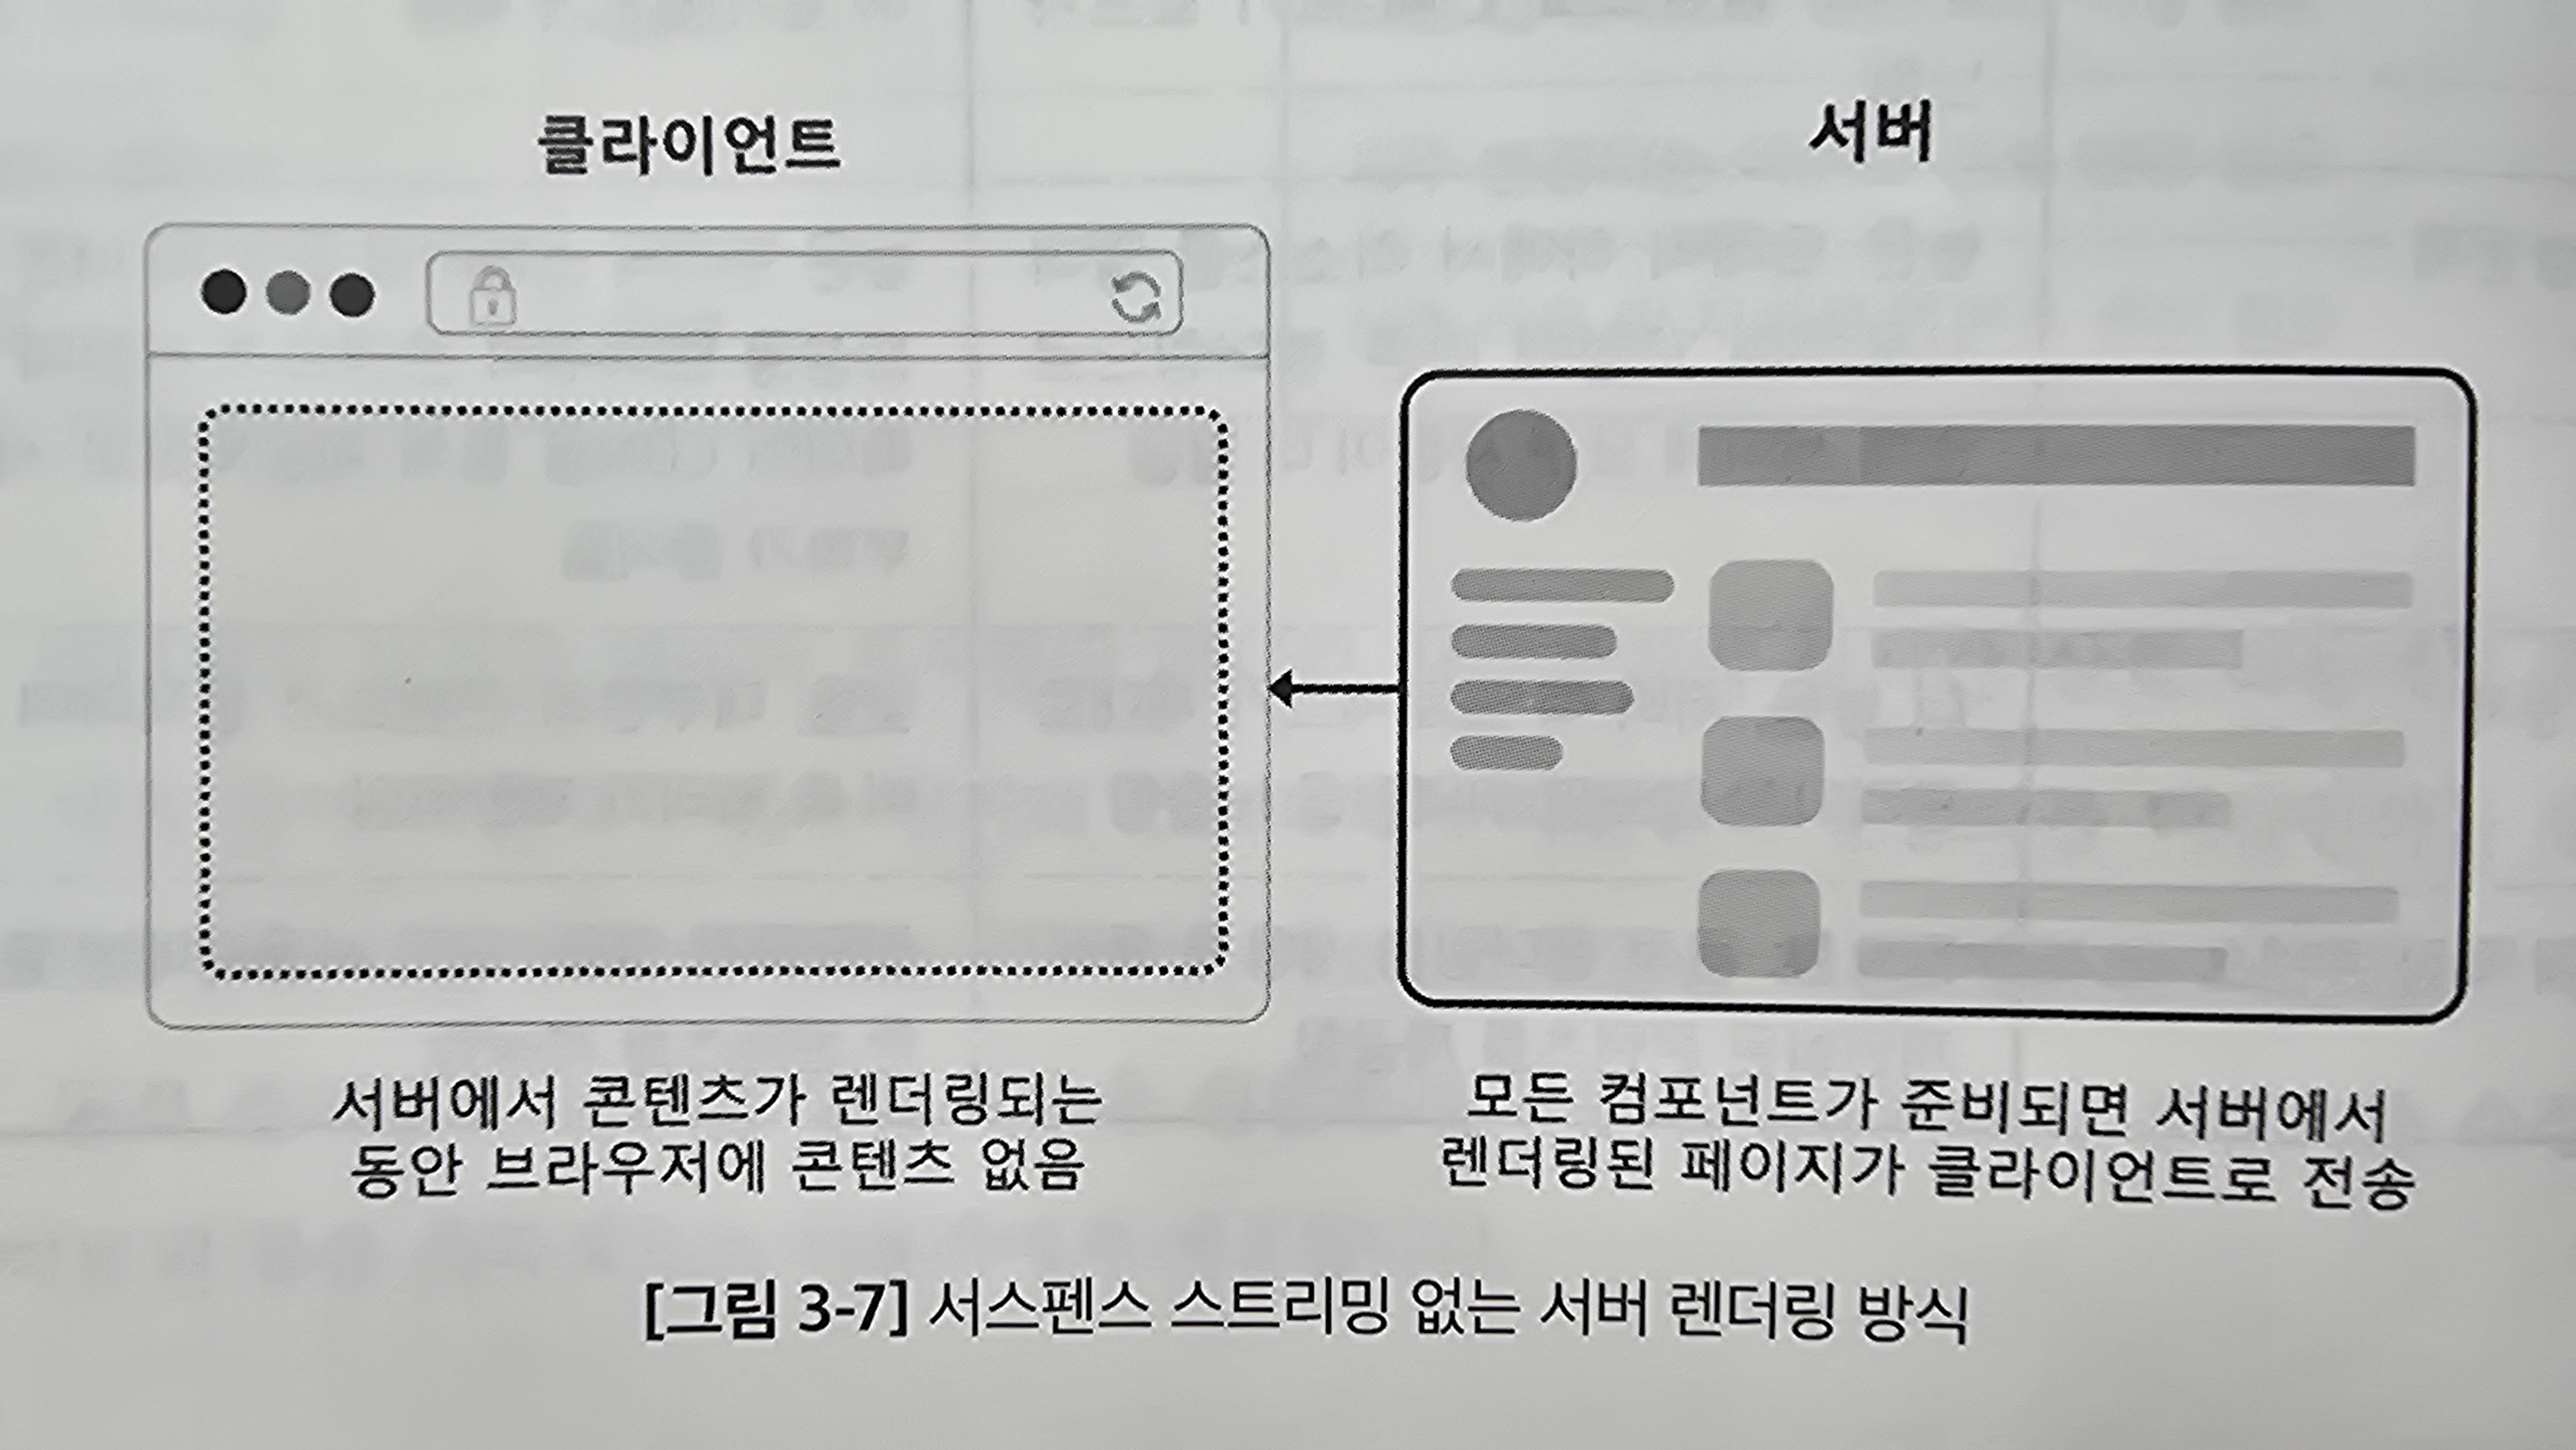 클라이언트
서버
서버에서 콘텐츠가 렌더링되는
동안 브라우저에 콘텐츠 없음
모든 컴포넌트가 준비되면 서버에서
렌더링된 페이지가 클라이언트로 전송
[그림 3-7] 서스펜스 스트리밍 없는 서버 렌더링 방식